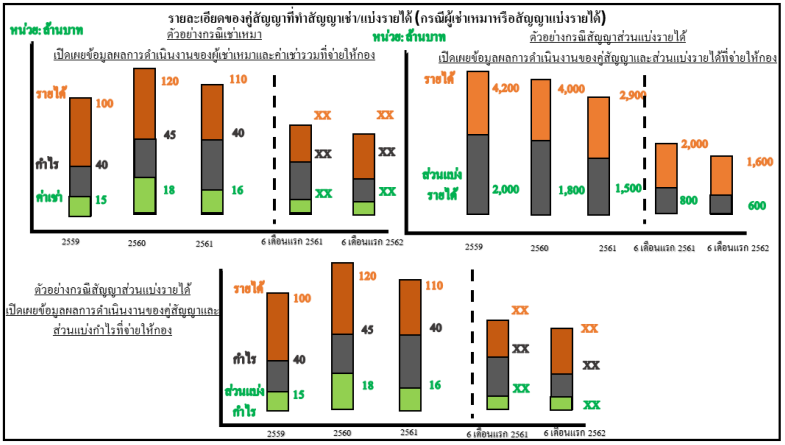 รายละเอียดของคู่สัญญาที่ทำสัญญาเช่า/แบ่งรายได้ (กรณีผู้เช่าเหมาหรือสัญญาแบ่งรายได้)
หน่วย: ล้านบาท
ตัวอย่างกรณีเช่าเหมา
เปิดเผยข้อมูลผลการดำเนินงานของผู้เช่าเหมาและค่าเช่ารวมที่จ่ายให้กอง
รายได้
100
120
110
XX
XX
กำไร
40
45
40
XX
XX
ค่าเช่า
15
18
16
XX
XX
2559
2560
2561
6 เดือนแรก 2561
6 เดือนแรก 2562
หน่วย: ล้านบาท
ตัวอย่างกรณีสัญญาส่วนแบ่งรายได้
เปิดเผยข้อมูลผลการดำเนินงานของคู่สัญญาและส่วนแบ่งรายได้ที่จ่ายให้กอง
รายได้
4,200
4,000
2,900
2,000
1,600
ส่วนแบ่ง
รายได้
2,000
1,800
1,500
800
600
2559
2560
2561
6 เดือนแรก 2561
6 เดือนแรก 2562
ตัวอย่างกรณีสัญญาส่วนแบ่งรายได้
เปิดเผยข้อมูลผลการดำเนินงานของคู่สัญญาและ
ส่วนแบ่งกำไรที่จ่ายให้กอง
รายได้
100
120
110
XX
XX
กำไร
40
45
40
XX
XX
ส่วนแบ่ง
กำไร
15
18
16
XX
XX
2559
2560
2561
6 เดือนแรก 2561
6 เดือนแรก 2562